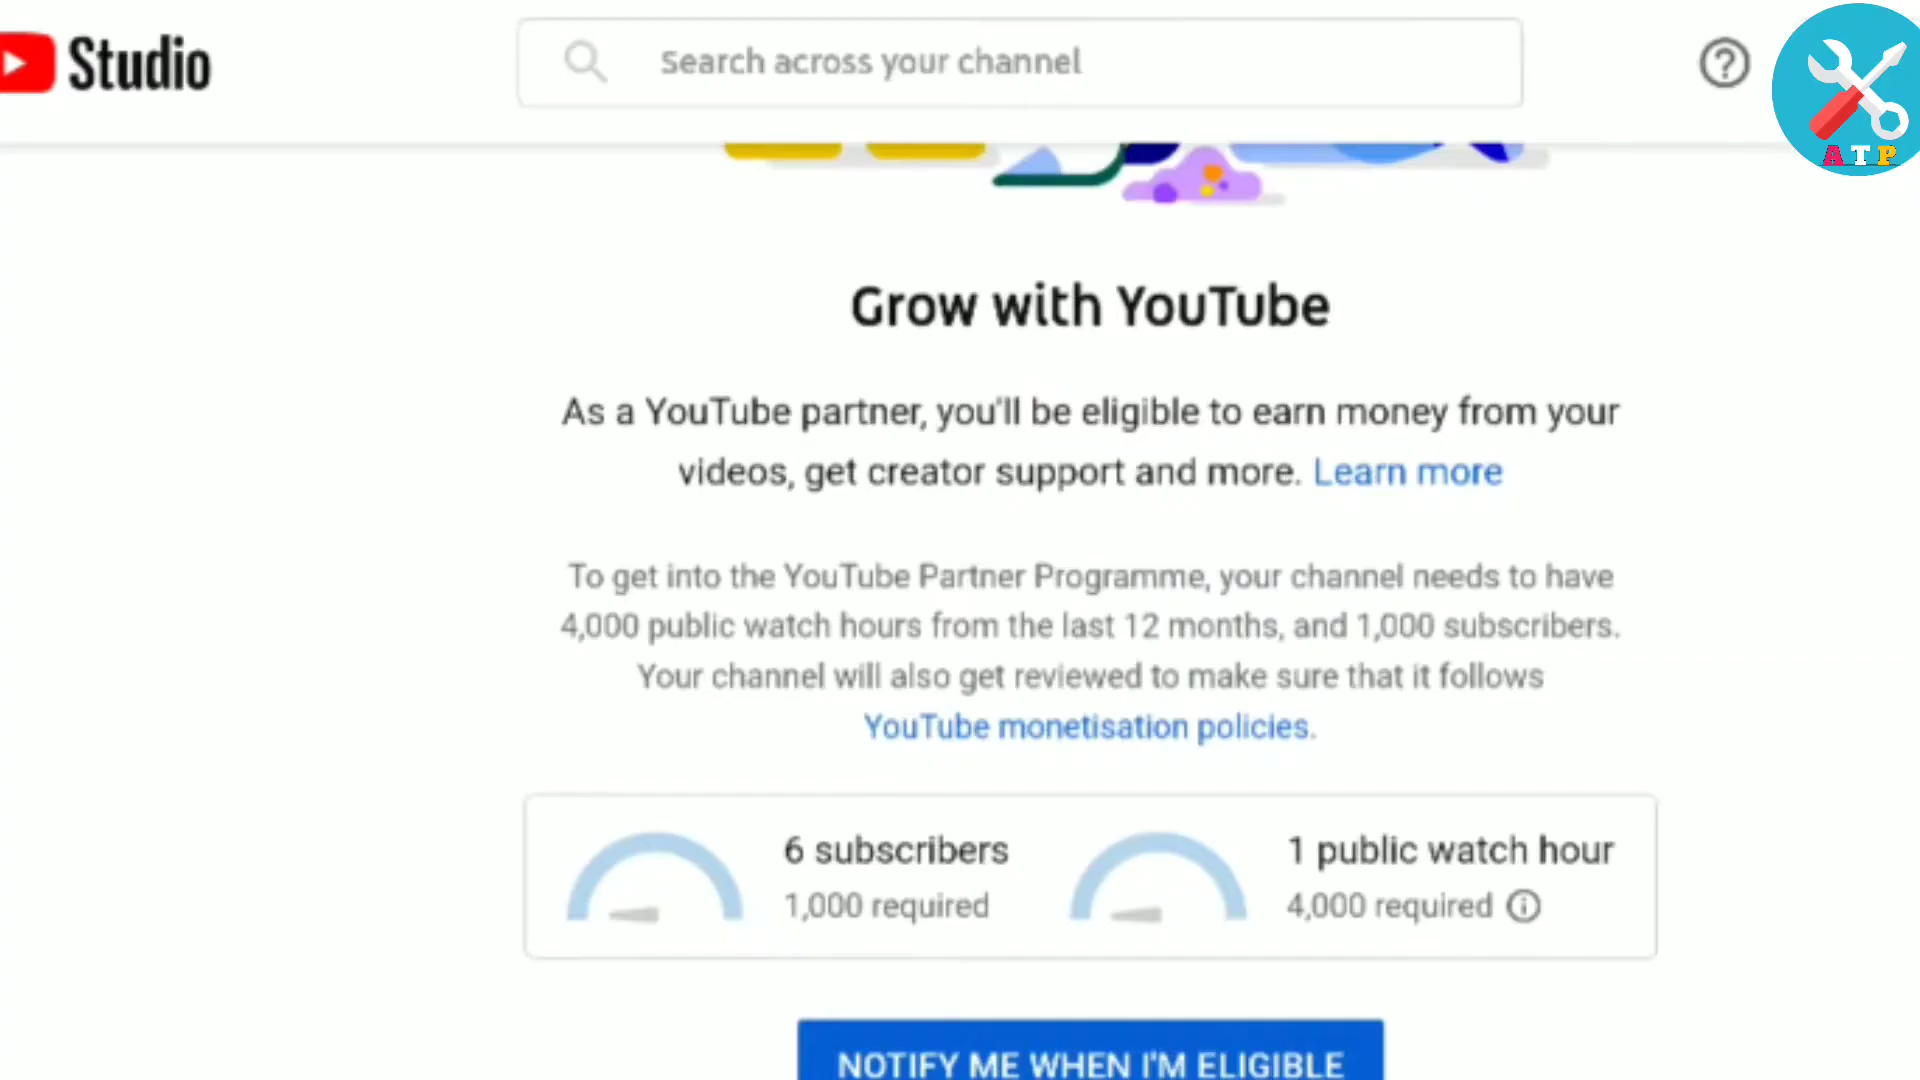 Studio
Search across your channel
ATP
Grow with YouTube
As a YouTube partner, you'll be eligible to earn money from your
videos, get creator support and more. Learn more
To get into the YouTube Partner Programme, your channel needs to have
4,000 public watch hours from the last 12 months, and 1,000 subscribers.
Your channel will also get reviewed to make sure that it follows
YouTube monetisation policies.
6 subscribers
1,000 required
1 public watch hour
4,000 required
NOTIFY ME WHEN I'M ELIGIBLE